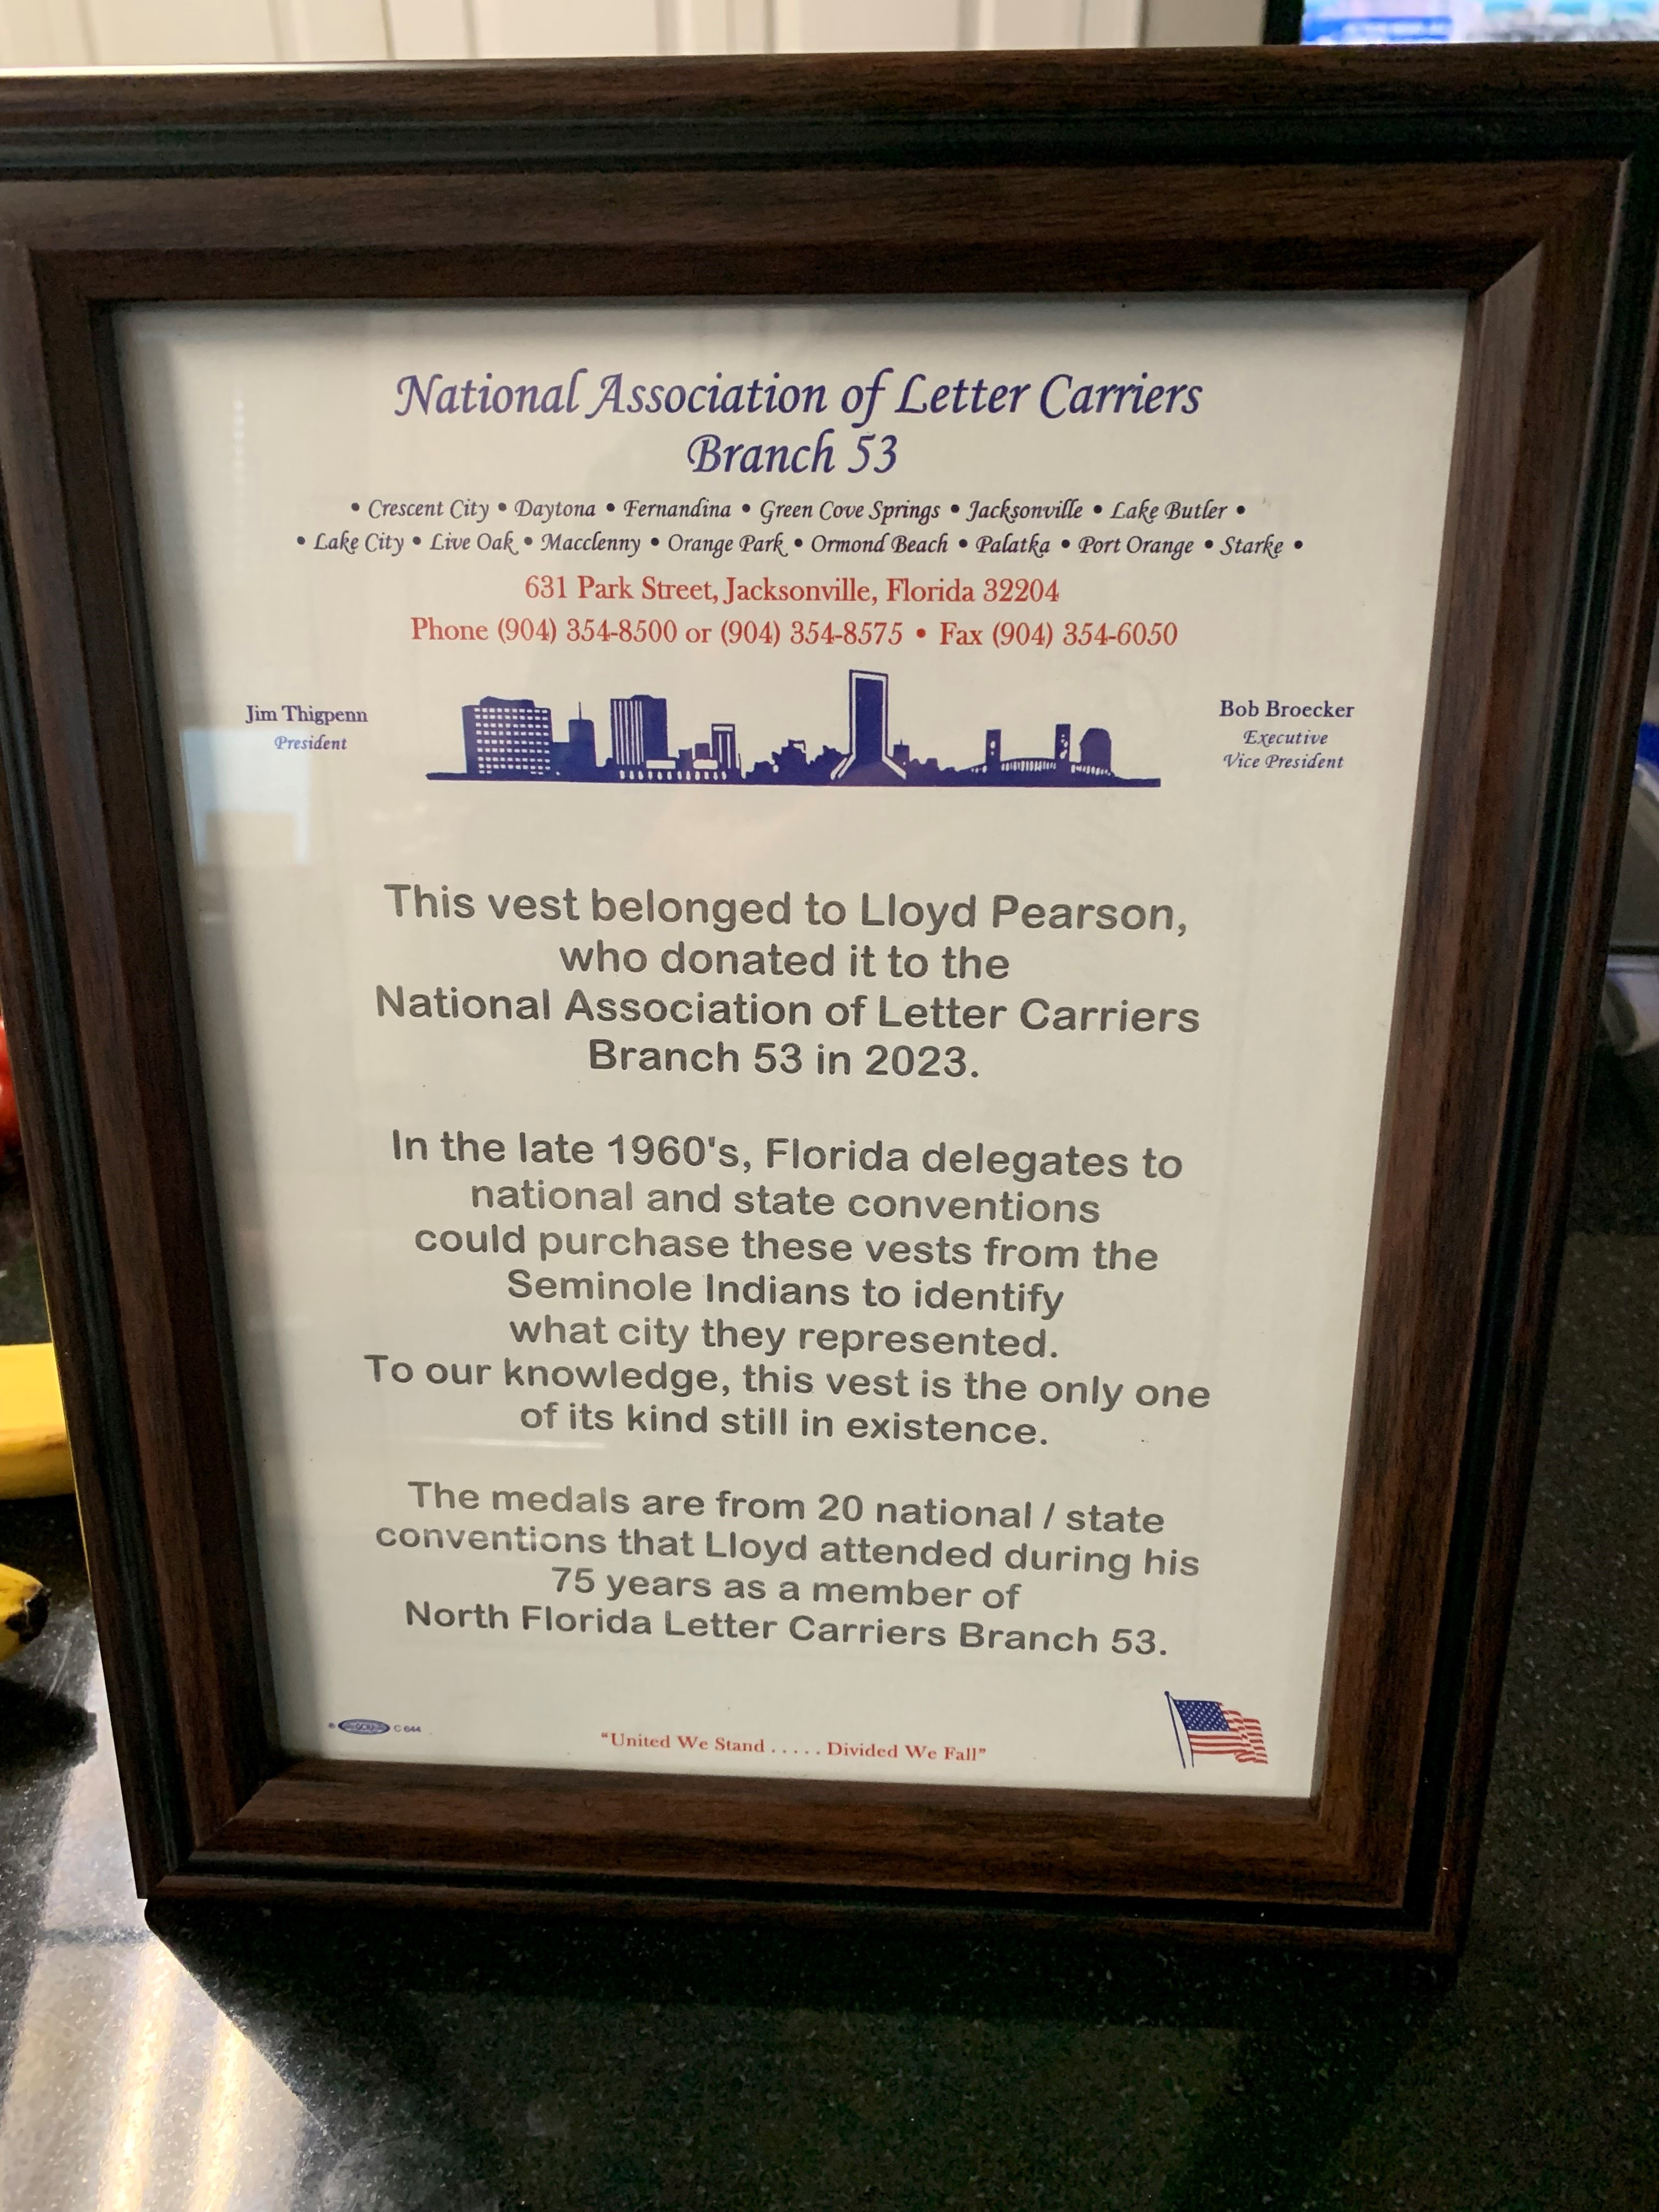 National Association of Letter Carriers
Branch 53
• Crescent City • Daytona • Fernandina • Green Cove Springs • Jacksonville • Lake Butler •
• Lake City • Live Oak • Macclenny • Orange Park • Ormond Beach • Palatka • Port Orange • Starke •
631 Park Street, Jacksonville, Florida 32204
Phone (904) 354-8500 or (904) 354-8575 • Fax (904) 354-6050
Jim Thigpenn
President
Bob Broecker
Executive
Vice President
This vest belonged to Lloyd Pearson,
who donated it to the
National Association of Letter Carriers
Branch 53 in 2023.
In the late 1960's, Florida delegates to
national and state conventions
could purchase these vests from the
Seminole Indians to identify
what city they represented.
To our knowledge, this vest is the only one
of its kind still in existence.
The medals are from 20 national / state
conventions that Lloyd attended during his
75 years as a member of
North Florida Letter Carriers Branch 53.
C 644
“United We Stand . . . . . Divided We Fall”